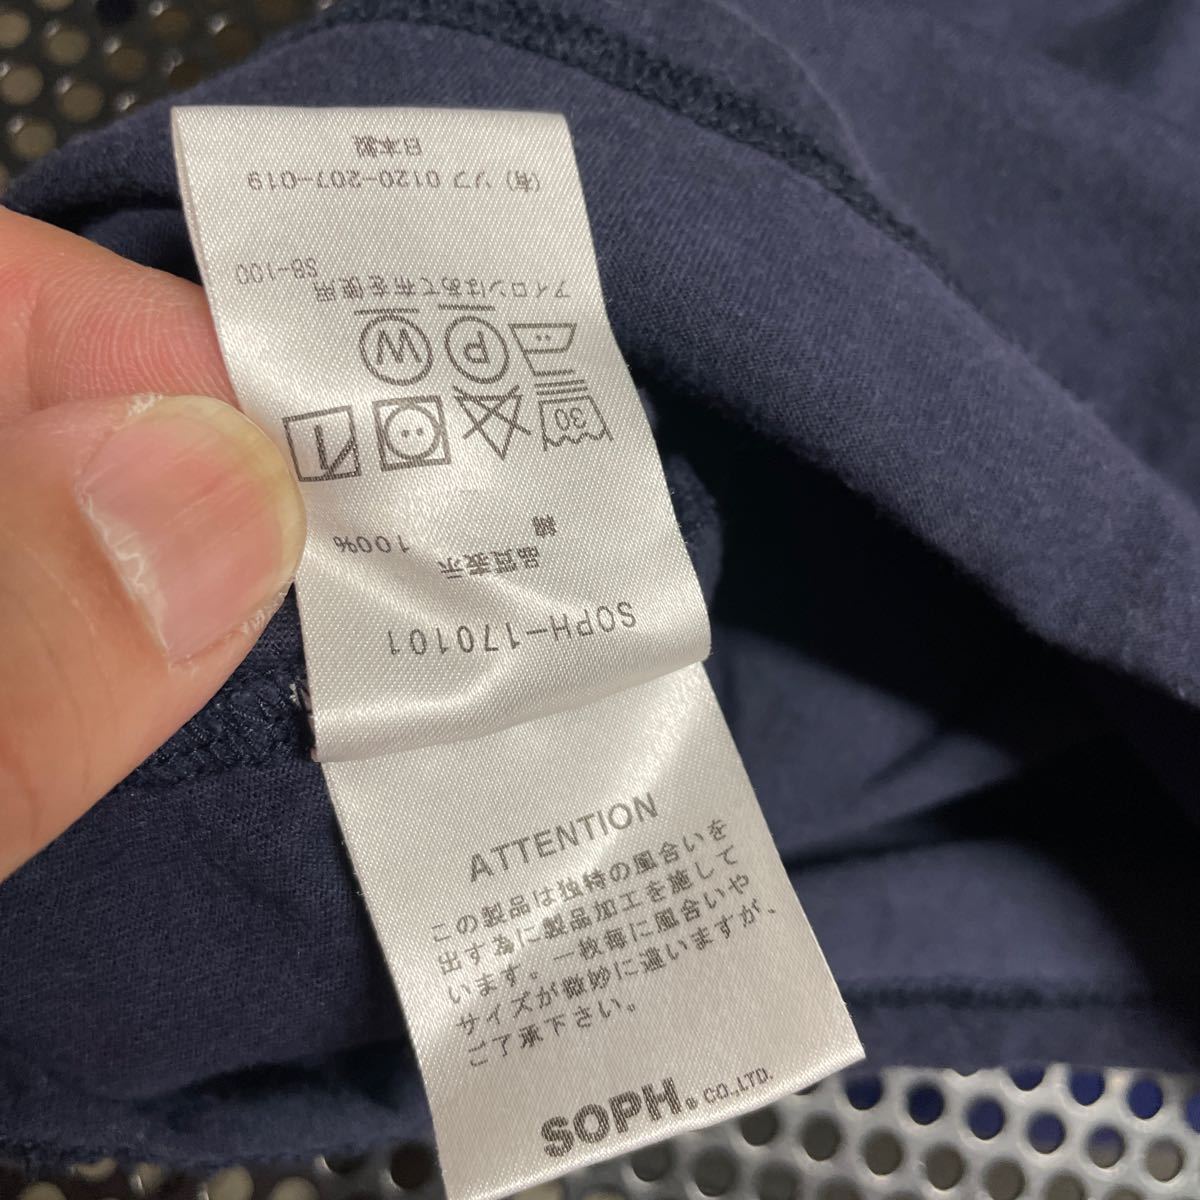 SOPH-170101
品質表示
綿 100%
30
P W
アイロンはあて布を使用
SB-100
(有)ソフ 0120-207-019
日本製
ATTENTION
この製品は独特の風合いを
出す為に製品加工を施して
います。一枚毎に風合いや
サイズが微妙に違いますが、
ご了承下さい。
SOPH. CO.,LTD.